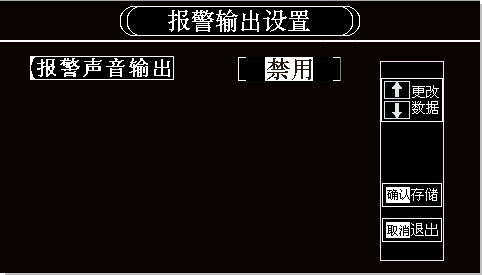 报警输出设置
报警声音输出 [禁用]
↑ 更改
↓ 数据
确认存储
取消退出